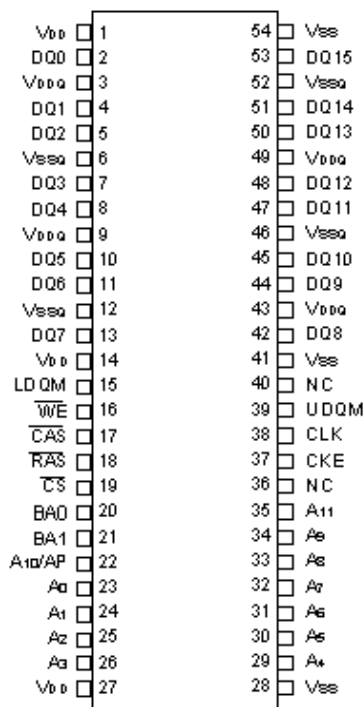 VDD 1 54 VSS
DQ0 2 53 DQ15
VDDQ 3 52 VSSQ
DQ1 4 51 DQ14
DQ2 5 50 DQ13
VSSQ 6 49 VDDQ
DQ3 7 48 DQ12
DQ4 8 47 DQ11
VDDQ 9 46 VSSQ
DQ5 10 45 DQ10
DQ6 11 44 DQ9
VSSQ 12 43 VDDQ
DQ7 13 42 DQ8
VDD 14 41 VSS
LDQM 15 40 NC
WE 16 39 UDQM
CAS 17 38 CLK
RAS 18 37 CKE
CS 19 36 NC
BA0 20 35 A11
BA1 21 34 A9
A10/AP 22 33 A8
A0 23 32 A7
A1 24 31 A6
A2 25 30 A5
A3 26 29 A4
VDD 27 28 VSS